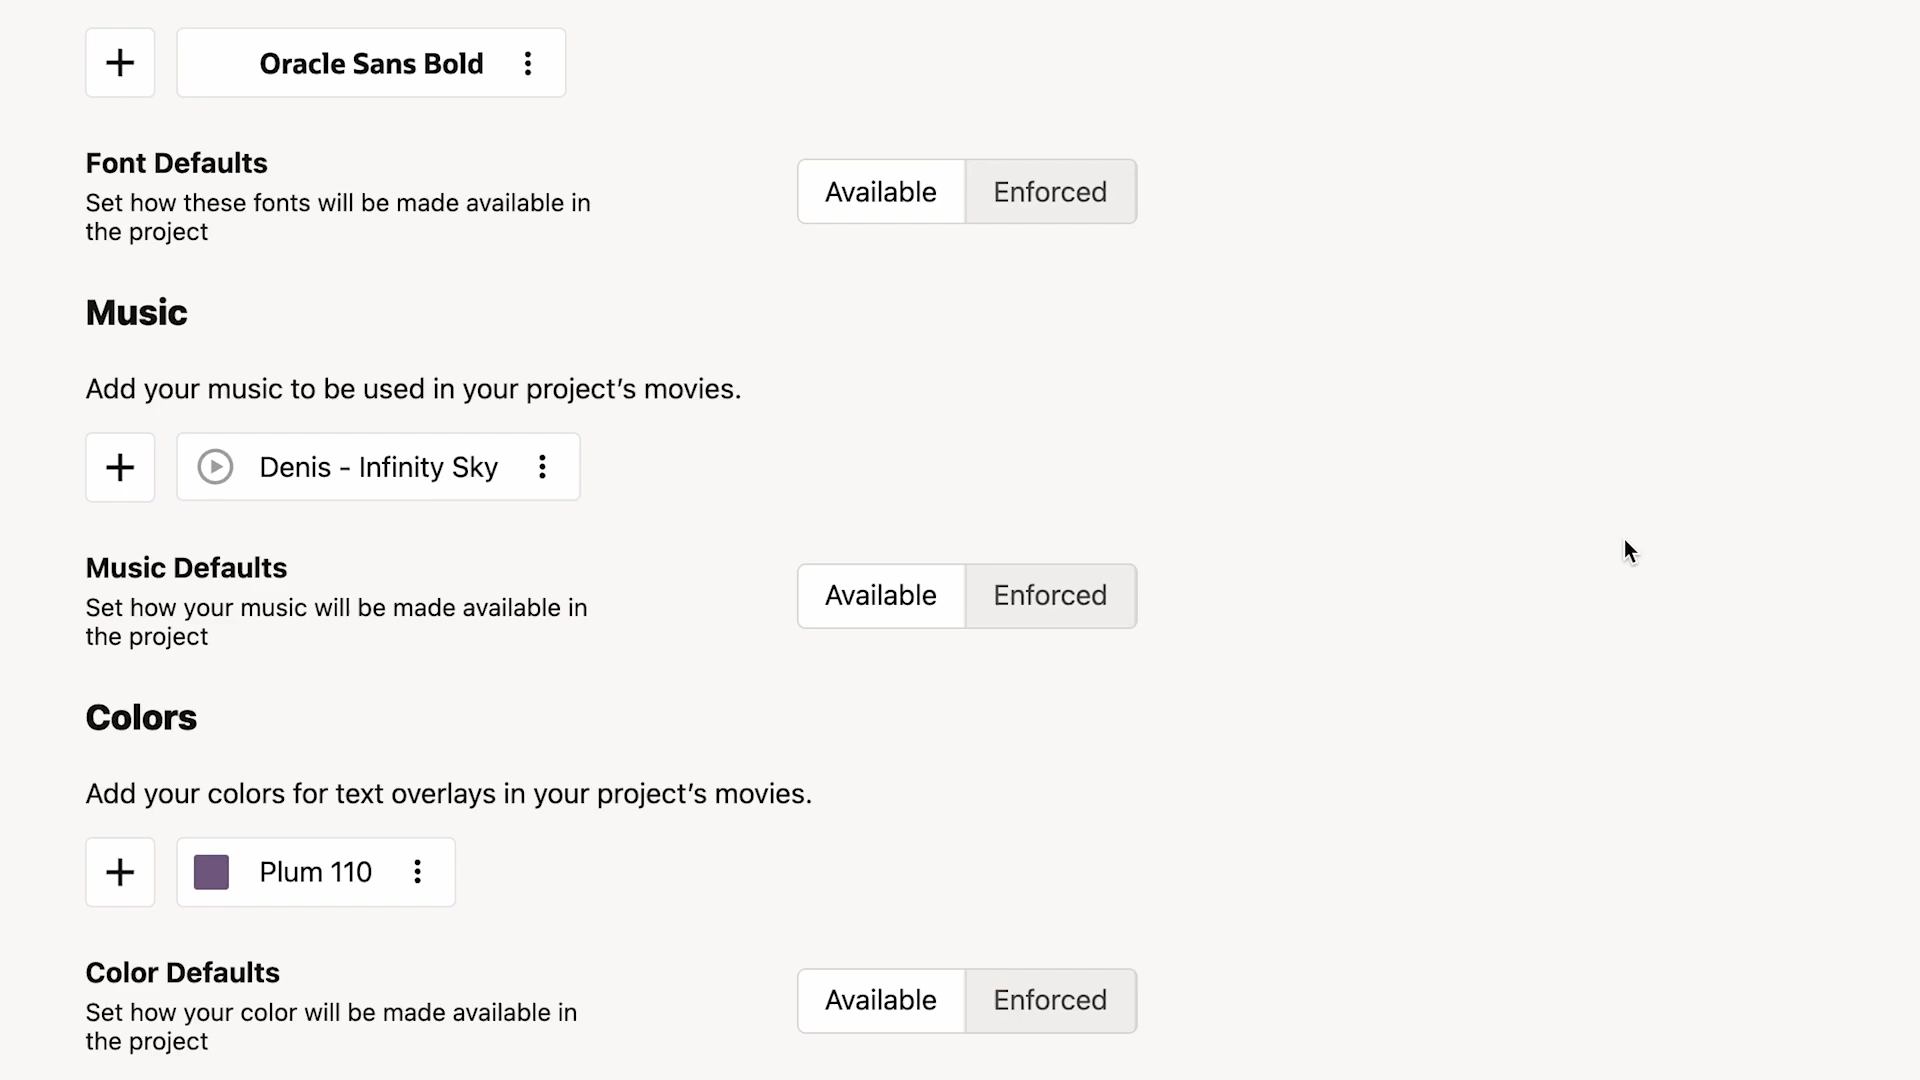 Oracle Sans Bold
Font Defaults
Set how these fonts will be made available in
the project
Available
Enforced
Music
Add your music to be used in your project’s movies.
Denis - Infinity Sky
Music Defaults
Set how your music will be made available in
the project
Available
Enforced
Colors
Add your colors for text overlays in your project’s movies.
Plum 110
Color Defaults
Set how your color will be made available in
the project
Available
Enforced